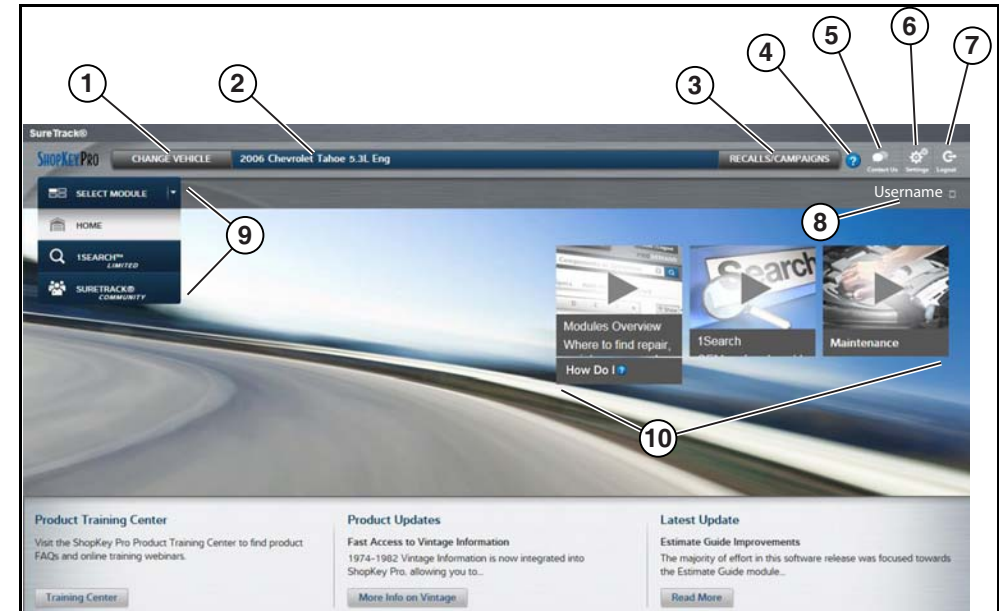 1
2
3
4
5
6
7
SureTrack®
SHOPKEYPRO
CHANGE VEHICLE
2006 Chevrolet Tahoe 5.3L Eng
RECALLS/CAMPAIGNS
?
Contact Us
Settings
Logout
SELECT MODULE
Username
8
HOME
9
1SEARCH™
LIMITED
SURETRACK®
COMMUNITY
Search
Modules Overview
Where to find repair,
How Do I ?
1Search
Maintenance
10
Product Training Center
Visit the ShopKey Pro Product Training Center to find product
FAQs and online training webinars.
Training Center
Product Updates
Fast Access to Vintage Information
1974-1982 Vintage Information is now integrated into
ShopKey Pro, allowing you to...
More Info on Vintage
Latest Update
Estimate Guide Improvements
The majority of effort in this software release was focused towards
the Estimate Guide module...
Read More